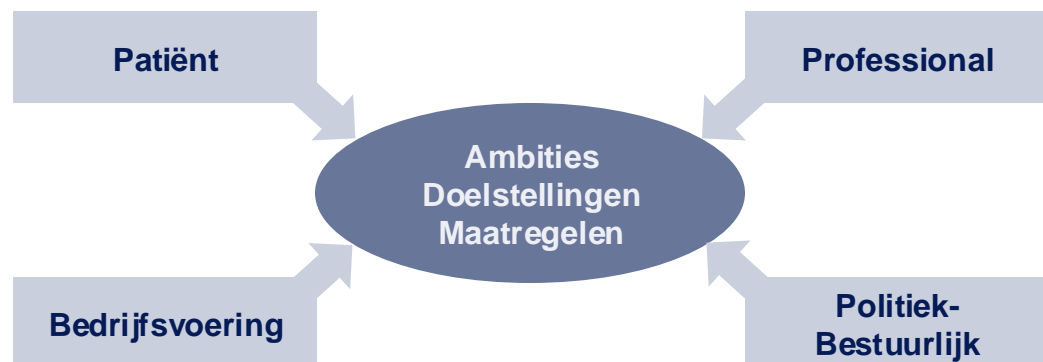 Patiënt
Professional
Ambities
Doelstellingen
Maatregelen
Bedrijfsvoering
Politiek-
Bestuurlijk